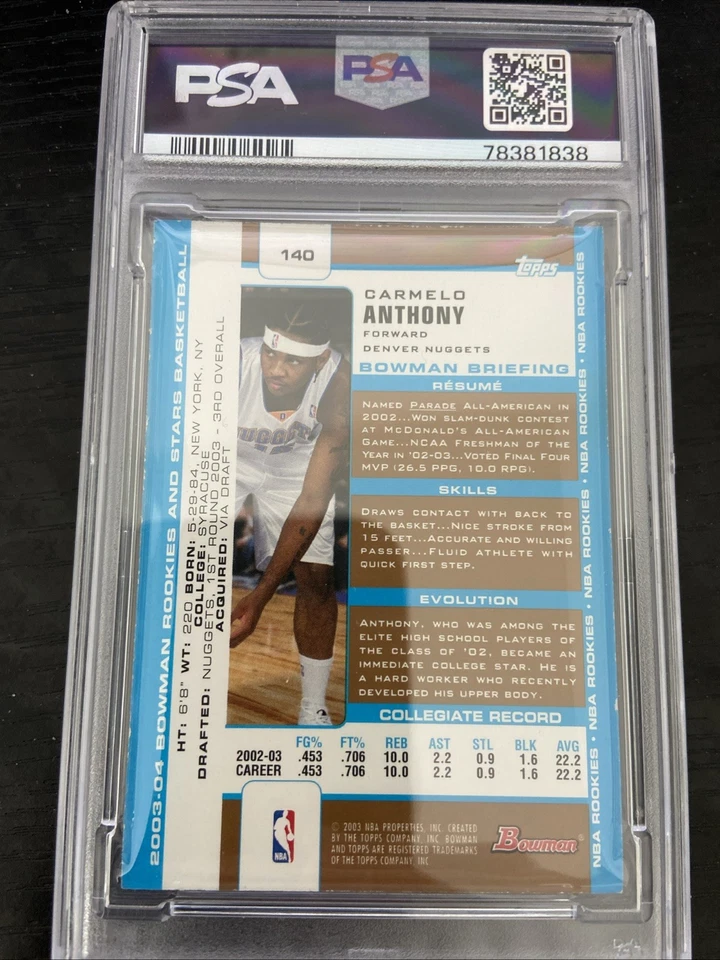 PSA
PSA
78381838
140
topps
CARMELO
ANTHONY
FORWARD
DENVER NUGGETS
BOWMAN BRIEFING
RÉSUMÉ
NAMED PARADE ALL-AMERICAN IN
2002...WON SLAM-DUNK CONTEST
AT MCDONALD'S ALL-AMERICAN
GAME...NCAA FRESHMAN OF THE
YEAR IN '02-03...VOTED FINAL FOUR
MVP (26.5 PPG, 10.0 RPG).
SKILLS
DRAWS CONTACT WITH BACK TO
THE BASKET...NICE STROKE FROM
15 FEET...ACCURATE AND WILLING
PASSER...FLUID ATHLETE WITH
QUICK FIRST STEP.
EVOLUTION
ANTHONY, WHO WAS AMONG THE
ELITE HIGH SCHOOL PLAYERS OF
THE CLASS OF '02, BECAME AN
IMMEDIATE COLLEGE STAR. HE IS
A HARD WORKER WHO RECENTLY
DEVELOPED HIS UPPER BODY.
COLLEGIATE RECORD
FG% FT% REB AST STL BLK AVG
2002-03 .453 .706 10.0 2.2 0.9 1.6 22.2
CAREER .453 .706 10.0 2.2 0.9 1.6 22.2
2003-04 BOWMAN ROOKIES AND STARS BASKETBALL
HT: 6'8" WT: 220 BORN: 5-29-84, NEW YORK, NY
COLLEGE: SYRACUSE
DRAFTED: NUGGETS, 1ST ROUND 2003 - 3RD OVERALL
ACQUIRED: VIA DRAFT
NUGGETS
NBA ROOKIES • NBA ROOKIES • NBA ROOKIES • NBA ROOKIES • NBA ROOKIES • NBA ROOKIES
NBA
© 2003 NBA PROPERTIES, INC. CREATED
BY THE TOPPS COMPANY, INC. BOWMAN
AND TOPPS ARE REGISTERED TRADEMARKS
OF THE TOPPS COMPANY, INC.
Bowman